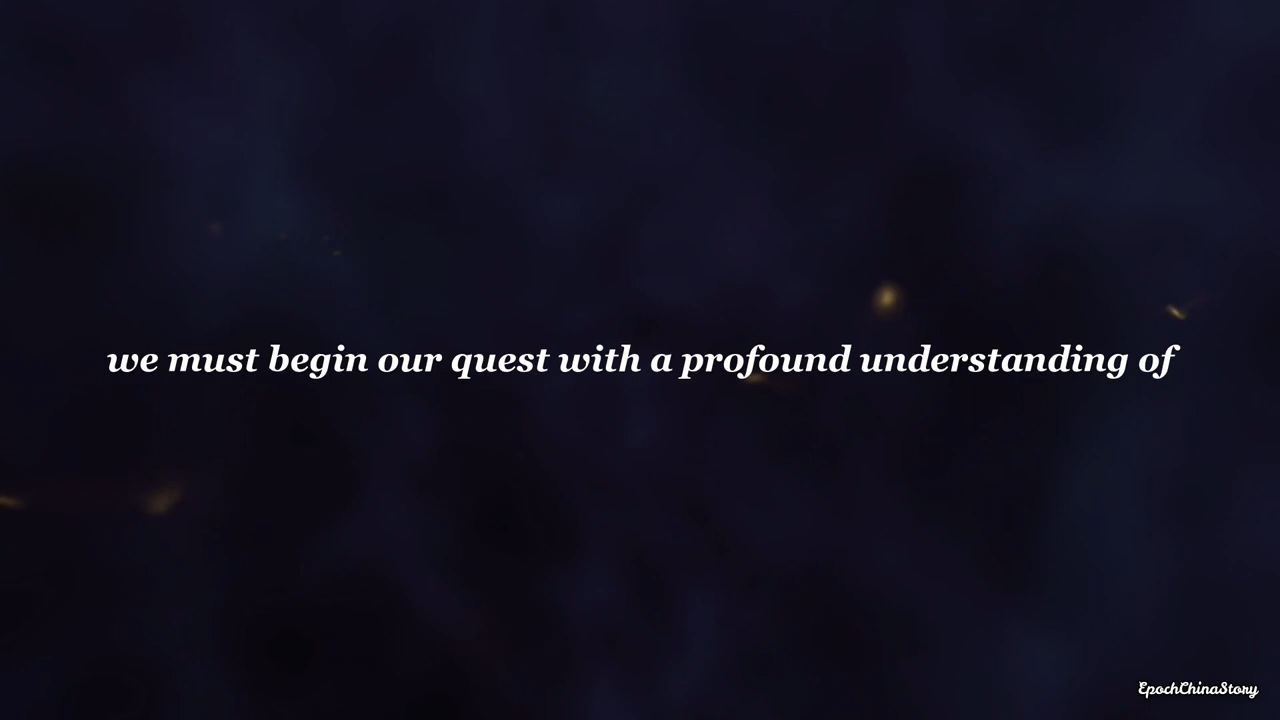 we must begin our quest with a profound understanding of
EpochChinaStory